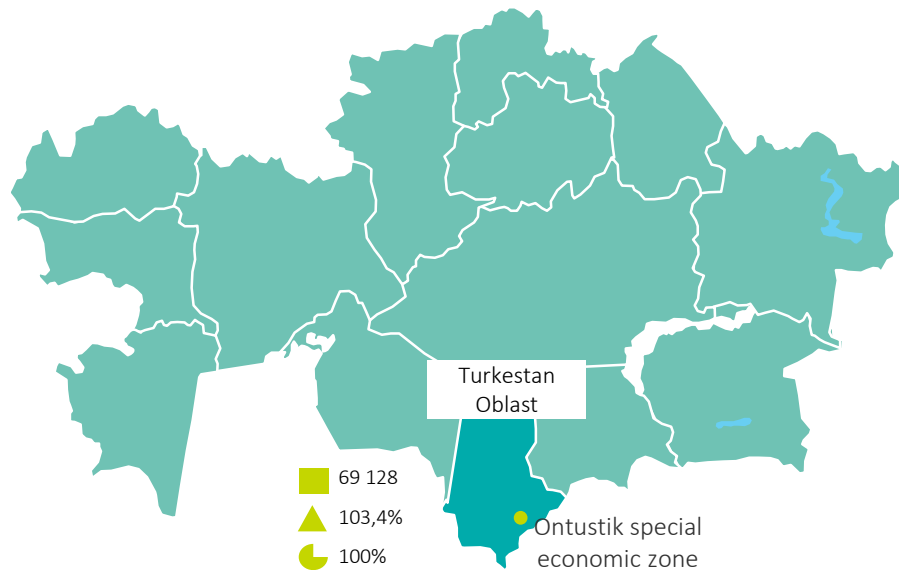 Turkestan
Oblast
69 128
103,4%
100%
Ontustik special
economic zone